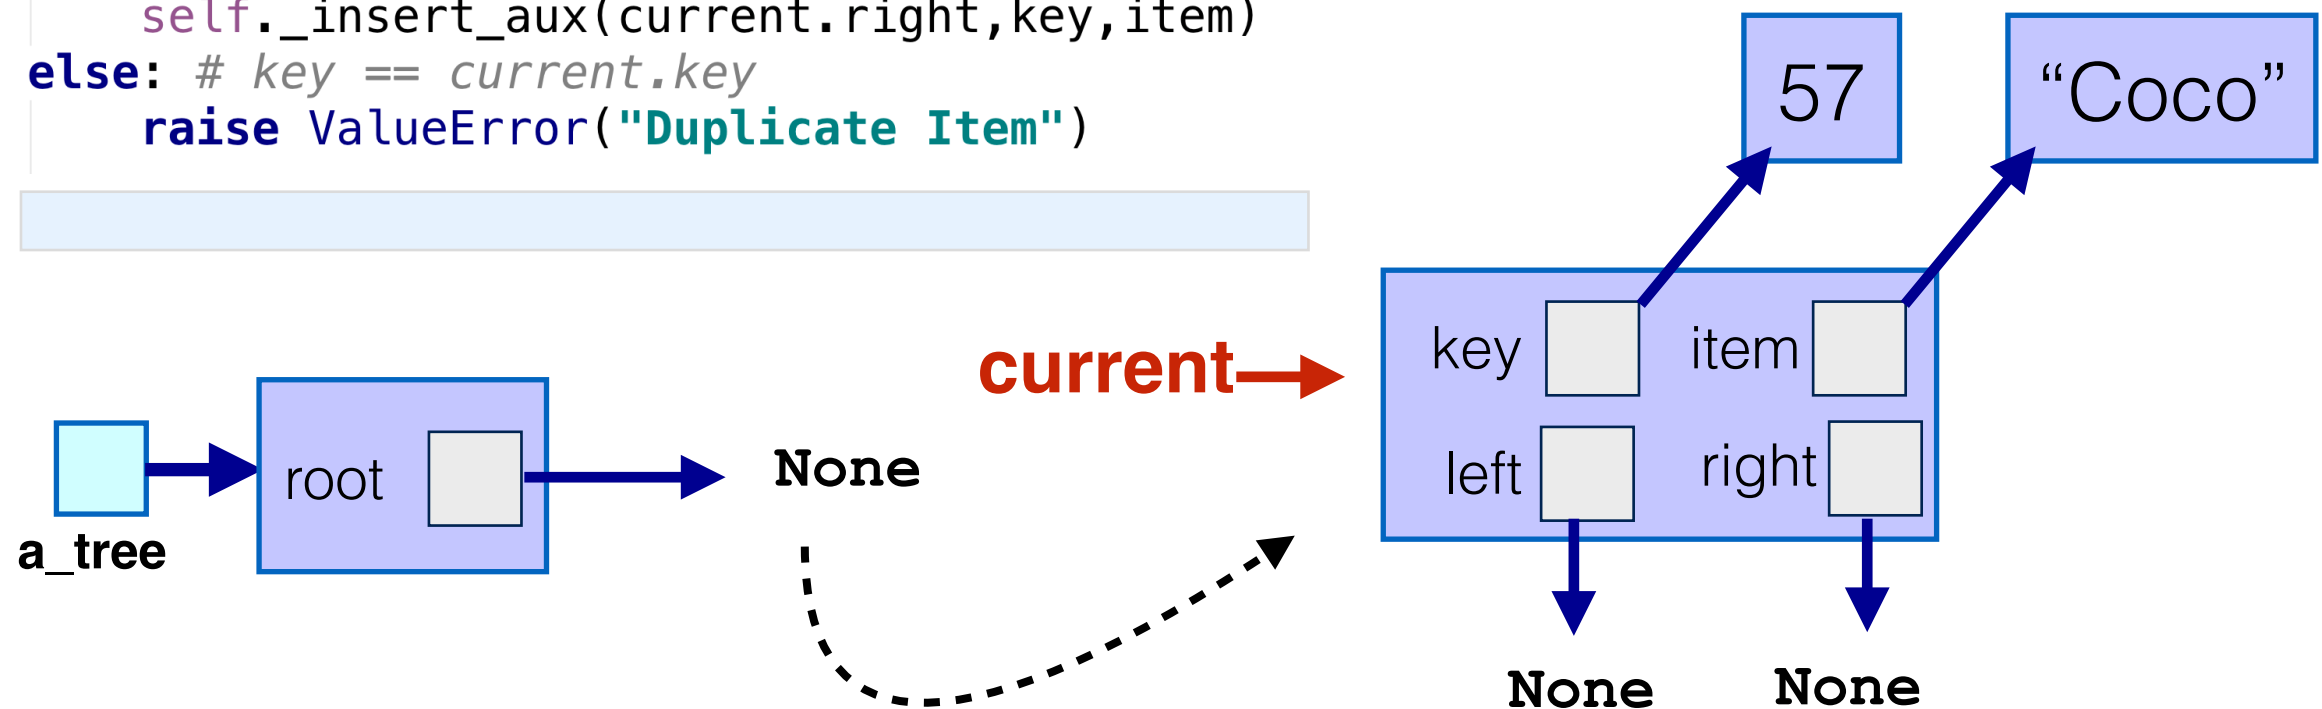 self._insert_aux(current.right,key,item)
else: # key == current.key
raise ValueError("Duplicate Item")
57
“Coco”
current
key
item
left
right
root
None
a_tree
None
None